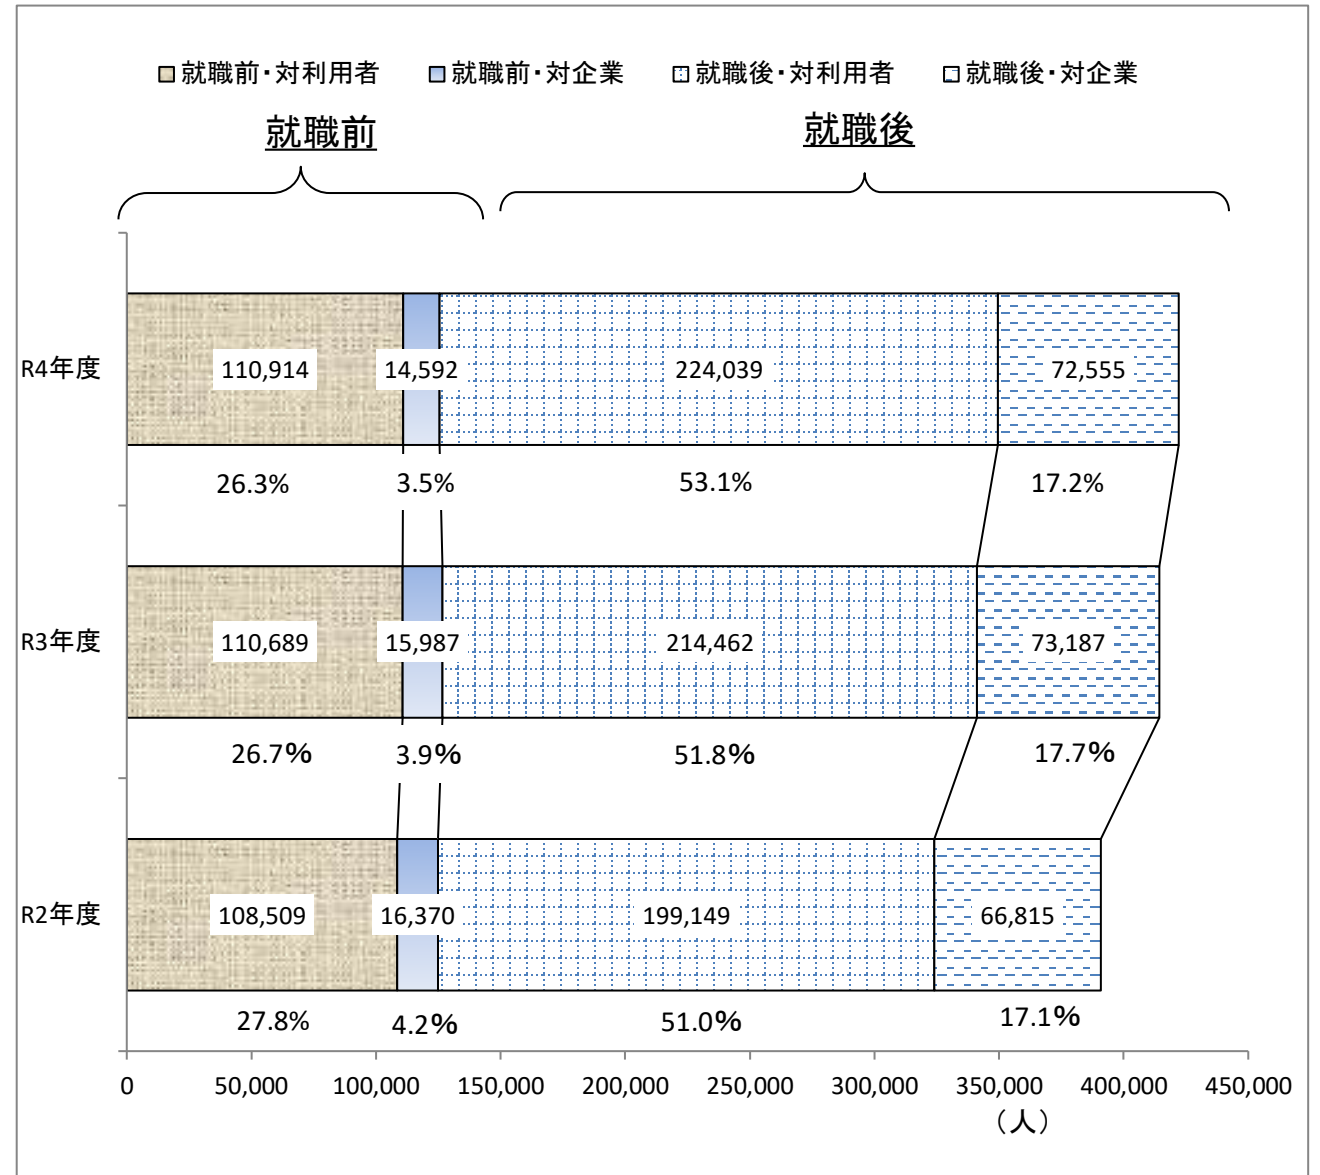 就職前・対利用者 就職前・対企業 就職後・対利用者 就職後・対企業
就職前 就職後
R4年度 110,914 14,592 224,039 72,555
26.3% 3.5% 53.1% 17.2%
R3年度 110,689 15,987 214,462 73,187
26.7% 3.9% 51.8% 17.7%
R2年度 108,509 16,370 199,149 66,815
27.8% 4.2% 51.0% 17.1%
0 50,000 100,000 150,000 200,000 250,000 300,000 350,000 400,000 450,000
（人）